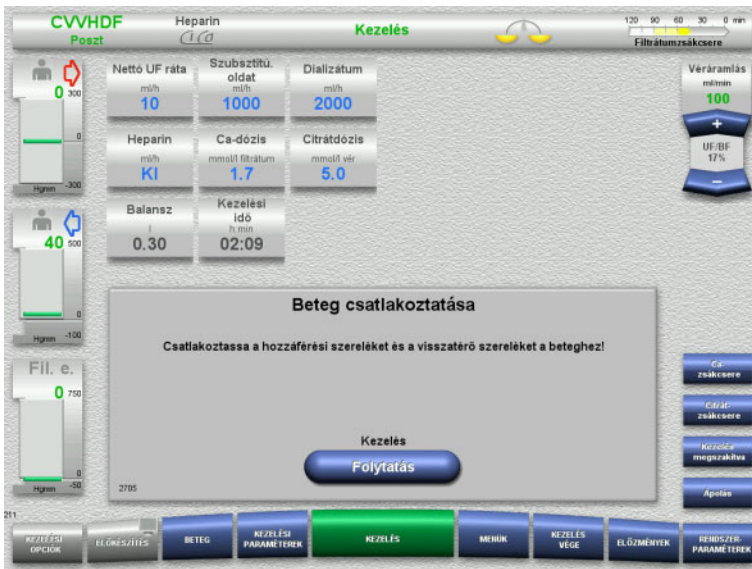 CVVHDF
Poszt
Heparin
Ci Ca
Kezelés
120 90 60 30 0 min
Filtrátumzsákcsere
0
300
0
-300
Hgmm
40
500
0
-100
Hgmm
Fil. e.
0
750
0
-50
Hgmm
Nettó UF ráta
ml/h
10
Szubsztitú.
oldat
ml/h
1000
Dializátum
ml/h
2000
Heparin
ml/h
KI
Ca-dózis
mmol/l filtrátum
1.7
Citrátdózis
mmol/l vér
5.0
Balansz
l
0.30
Kezelési
idő
h:min
02:09
Véráramlás
ml/min
100
+
UF/BF
17%
−
Beteg csatlakoztatása
Csatlakoztassa a hozzáférési szereléket és a visszatérő szereléket a beteghez!
Kezelés
Folytatás
2705
Ca-
zsákcsere
Citrát-
zsákcsere
Kezelés
megszakítva
Ápolás
211
KEZELÉSI
OPCIÓK
ELŐKÉSZÍTÉS
BETEG
KEZELÉSI
PARAMÉTEREK
KEZELÉS
MENÜK
KEZELÉS
VÉGE
ELŐZMÉNYEK
RENDSZER-
PARAMÉTEREK